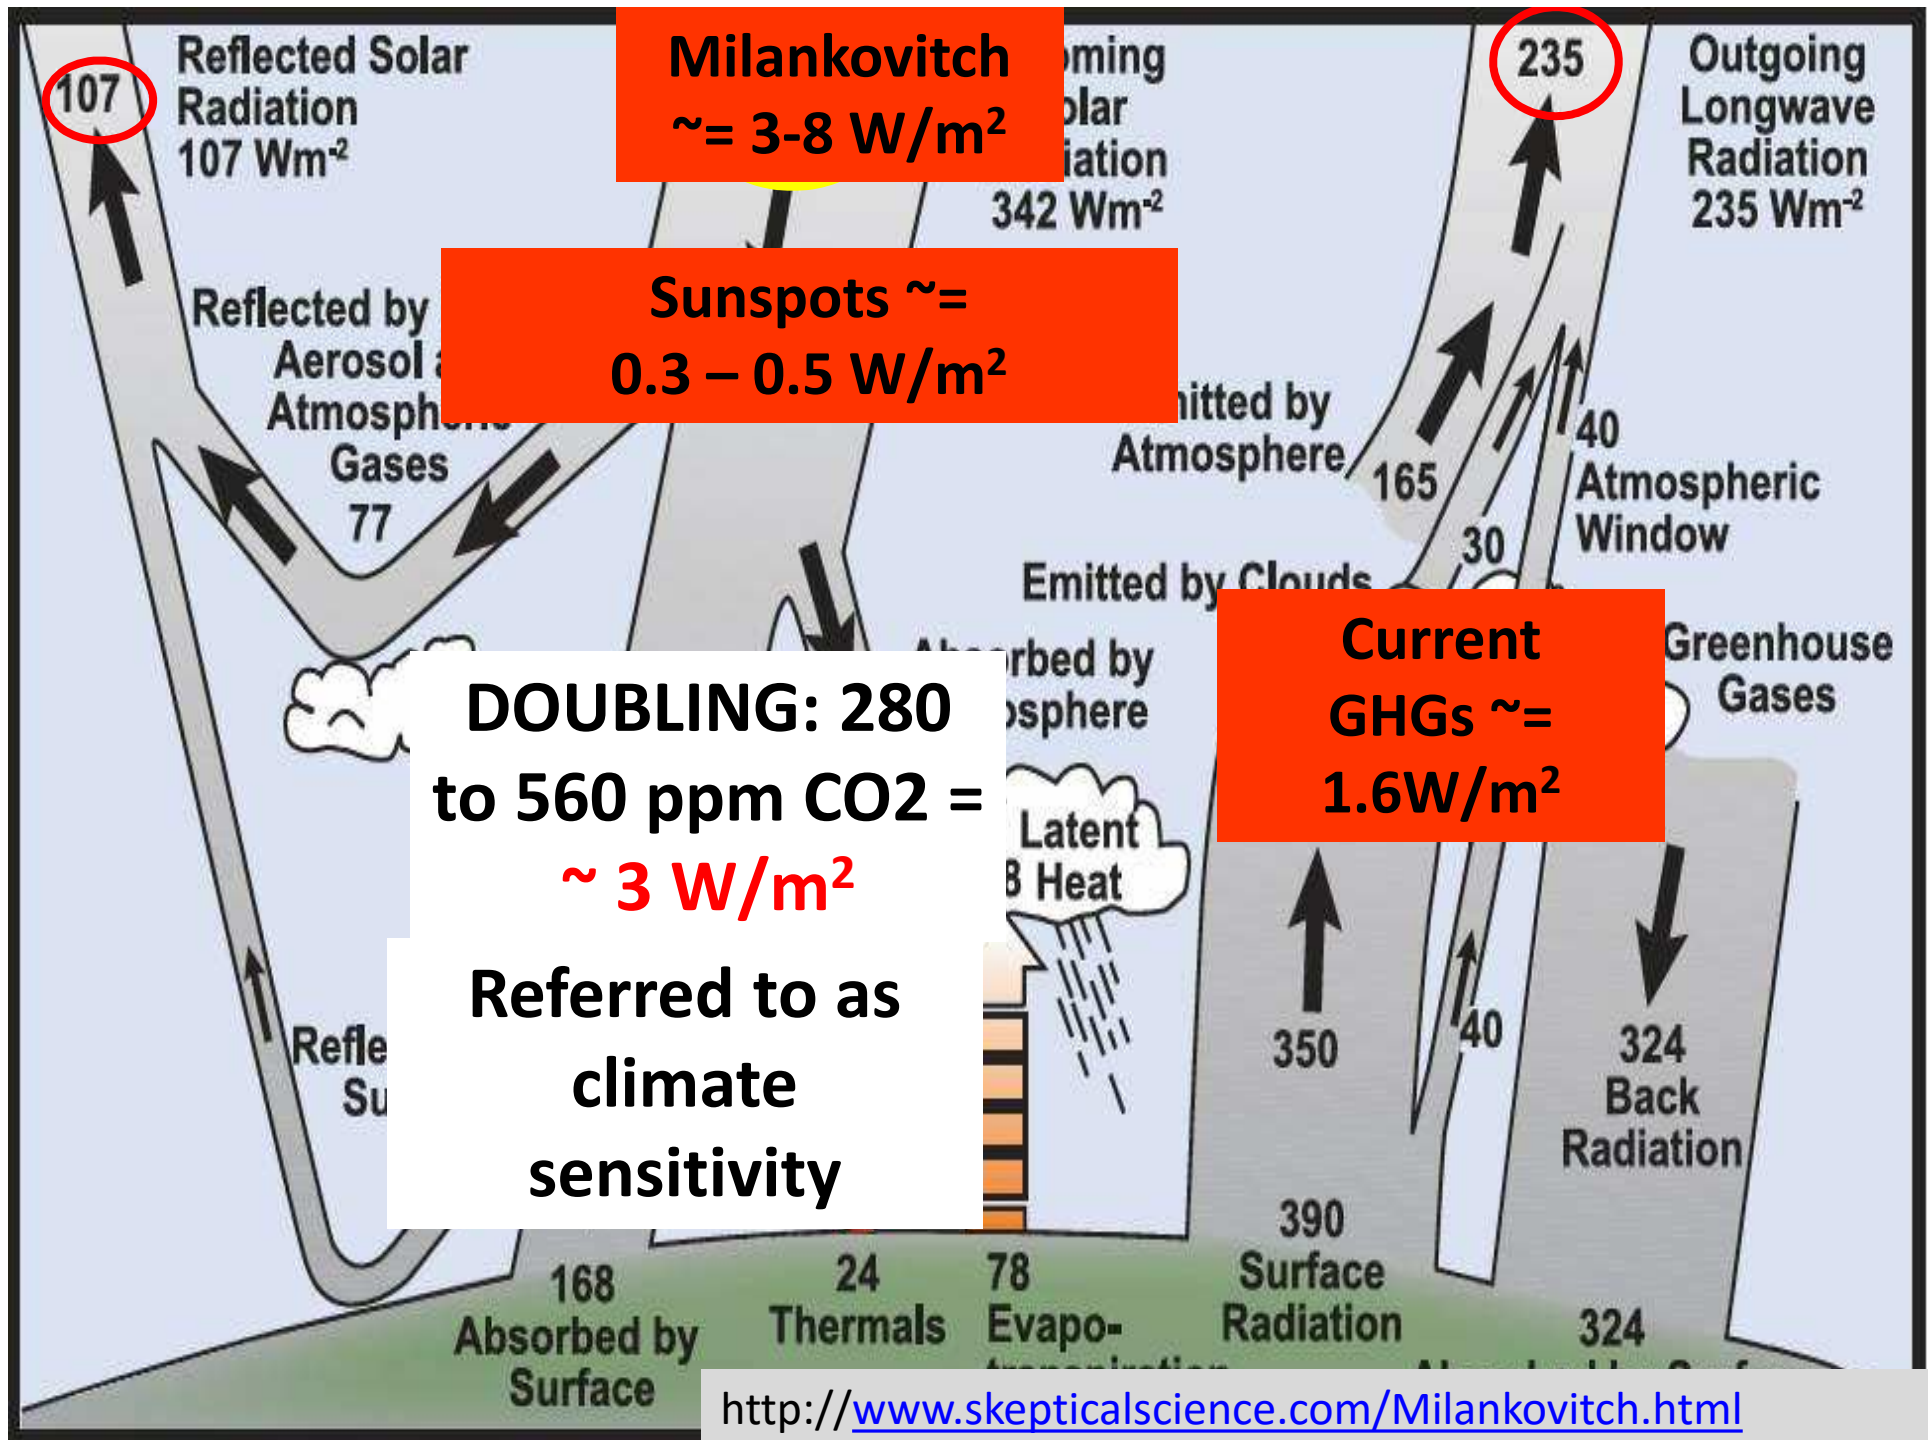 107
Reflected Solar
Radiation
107 Wm-2
Milankovitch
~= 3-8 W/m2
342 Wm-2
235
Outgoing
Longwave
Radiation
235 Wm-2
Sunspots ~=
0.3 – 0.5 W/m2
Reflected by
Aerosol
Gases
77
by
Atmosphere
165
40
Atmospheric
Window
30
Emitted by Clouds
Current
GHGs ~=
1.6W/m2
Greenhouse
Gases
by
DOUBLING: 280
to 560 ppm CO2 =
~ 3 W/m2
Latent
Heat
Referred to as
climate
sensitivity
350
40
324
Back
Radiation
168
Absorbed by
Surface
24
Thermals
78
Evapo-
390
Surface
Radiation
324
http://www.skepticalscience.com/Milankovitch.html